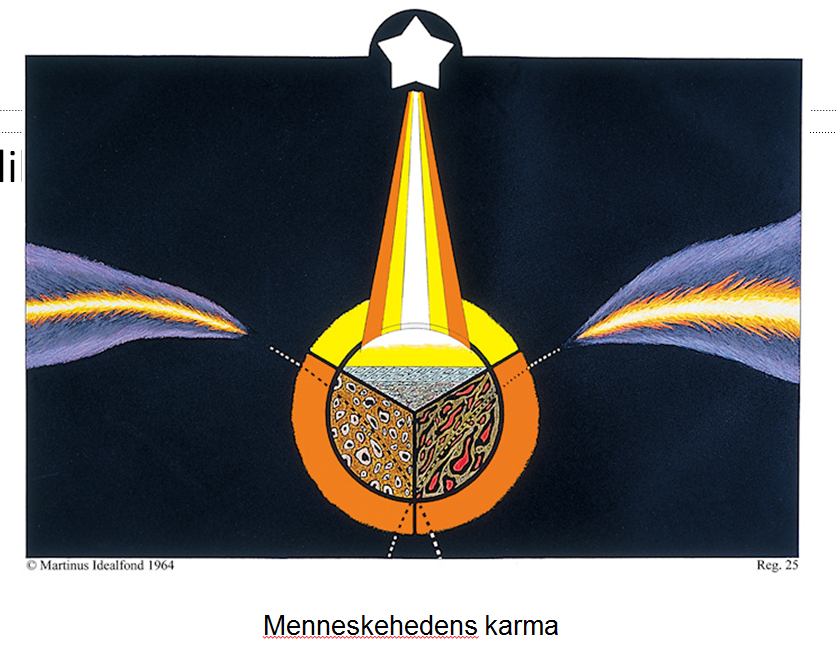 © Martinus Idealfond 1964
Reg. 25
Menneskehedens karma